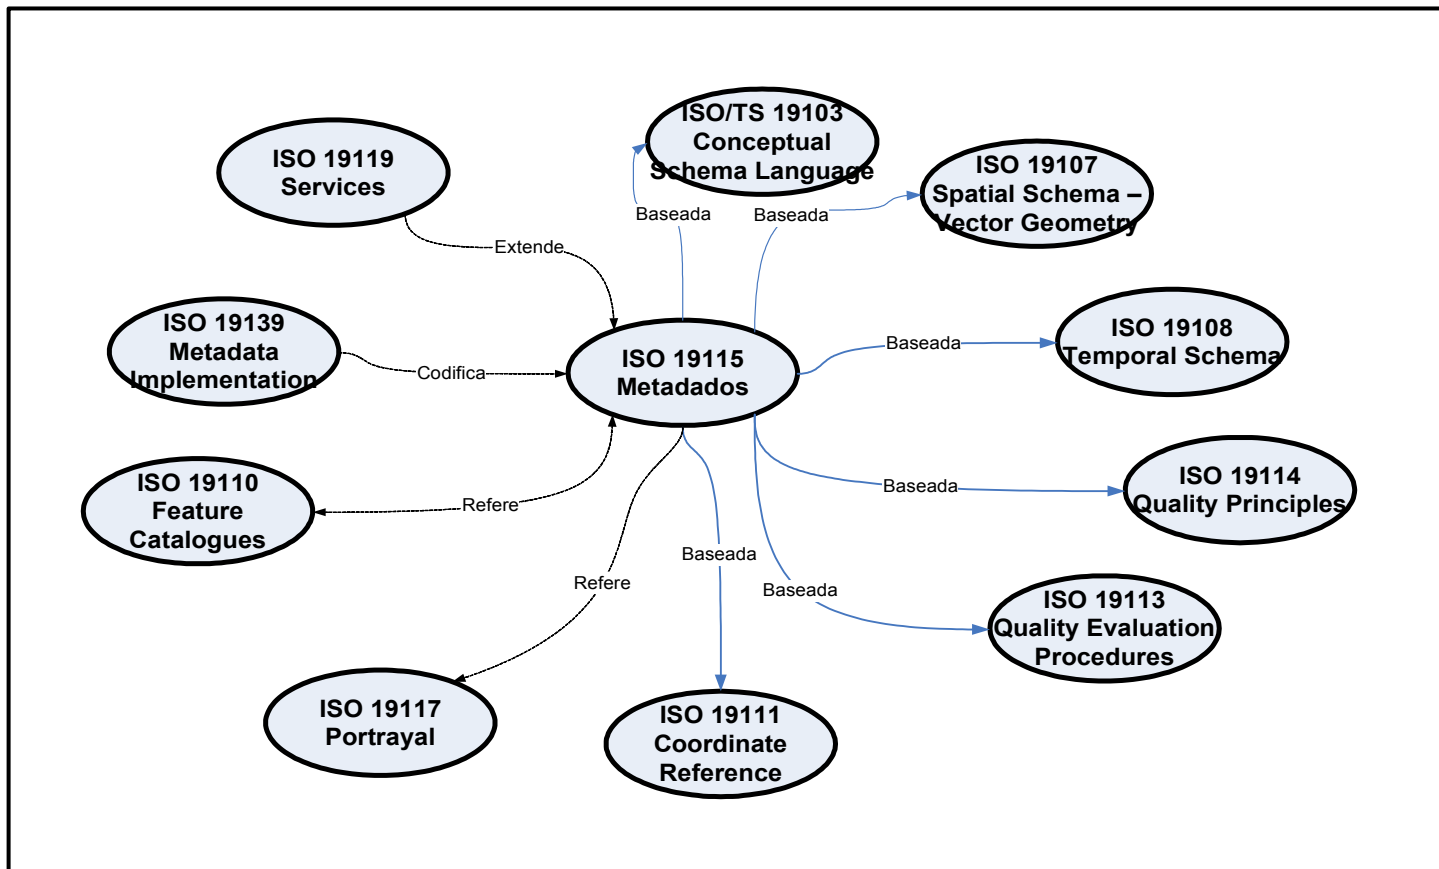 ISO/TS 19103
Conceptual
Schema Language
ISO 19119
Services
ISO 19107
Spatial Schema –
Vector Geometry
Baseada
Baseada
Extende
ISO 19139
Metadata
Implementation
ISO 19115
Metadados
ISO 19108
Temporal Schema
Baseada
Codifica
ISO 19110
Feature
Catalogues
ISO 19114
Quality Principles
Baseada
Refere
Baseada
Refere
Baseada
ISO 19113
Quality Evaluation
Procedures
ISO 19117
Portrayal
ISO 19111
Coordinate
Reference